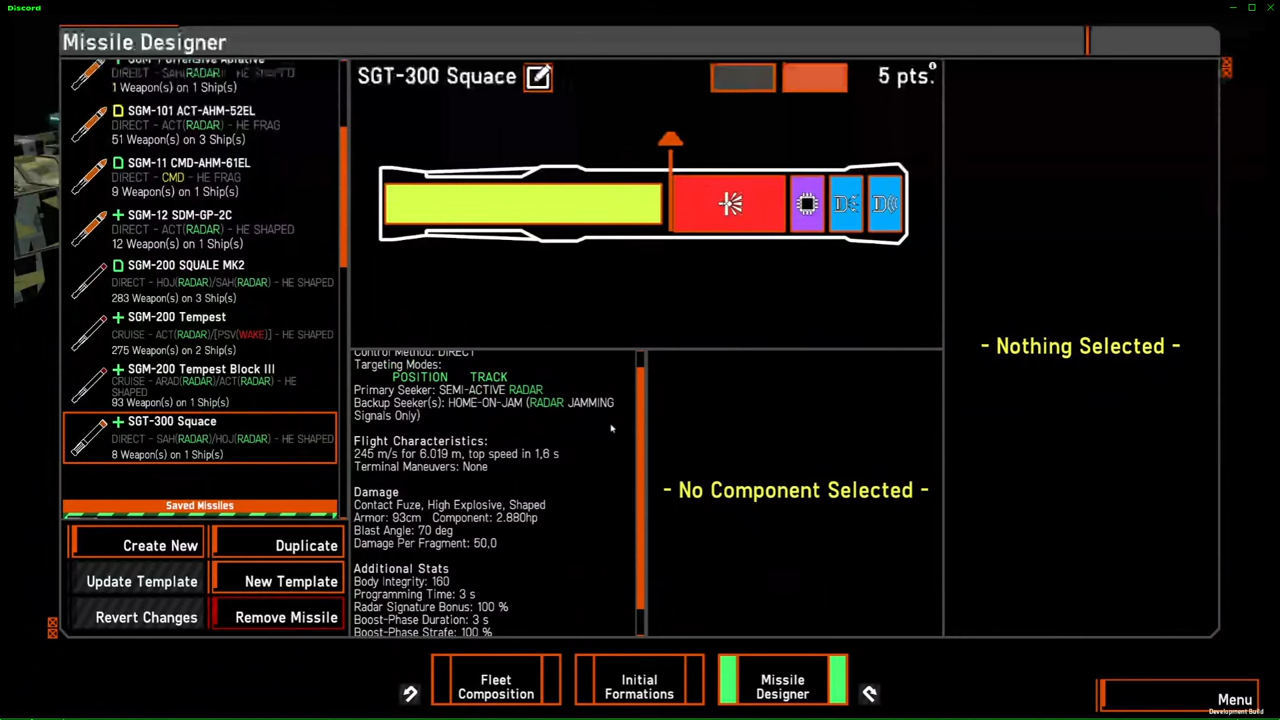 Discord
Missile Designer
DIRECT - SAH(RADAR)
1 Weapon(s) on 1 Ship(s)
SGM-101 ACT-AHM-52EL
DIRECT - ACT(RADAR) - HE FRAG
51 Weapon(s) on 3 Ship(s)
SGM-11 CMD-AHM-61EL
DIRECT - CMD - HE FRAG
9 Weapon(s) on 1 Ship(s)
SGM-12 SDM-GP-2C
DIRECT - ACT(RADAR) - HE SHAPED
12 Weapon(s) on 1 Ship(s)
SGM-200 SQUALE MK2
DIRECT - HOJ(RADAR)/SAH(RADAR) - HE SHAPED
283 Weapon(s) on 3 Ship(s)
SGM-200 Tempest
CRUISE - ACT(RADAR)/[PSV(WAKE)] - HE SHAPED
275 Weapon(s) on 2 Ship(s)
SGM-200 Tempest Block III
CRUISE - ARAD(RADAR)/ACT(RADAR) - HE
SHAPED
93 Weapon(s) on 1 Ship(s)
SGT-300 Squace
DIRECT - SAH(RADAR)/HOJ(RADAR) - HE SHAPED
8 Weapon(s) on 1 Ship(s)
Saved Missiles
Create New
Duplicate
Update Template
New Template
Revert Changes
Remove Missile
SGT-300 Squace
5 pts.
Control Method: DIRECT
Targeting Modes:
POSITION TRACK
Primary Seeker: SEMI-ACTIVE RADAR
Backup Seeker(s): HOME-ON-JAM (RADAR JAMMING
Signals Only)
Flight Characteristics:
245 m/s for 6.019 m, top speed in 1,6 s
Terminal Maneuvers: None
Damage
Contact Fuze, High Explosive, Shaped
Armor: 93cm Component: 2.880hp
Blast Angle: 70 deg
Damage Per Fragment: 50,0
Additional Stats
Body Integrity: 160
Programming Time: 3 s
Radar Signature Bonus: 100 %
Boost-Phase Duration: 3 s
Boost-Phase Strafe: 100 %
- No Component Selected -
- Nothing Selected -
Fleet
Composition
Initial
Formations
Missile
Designer
Menu
Development Build